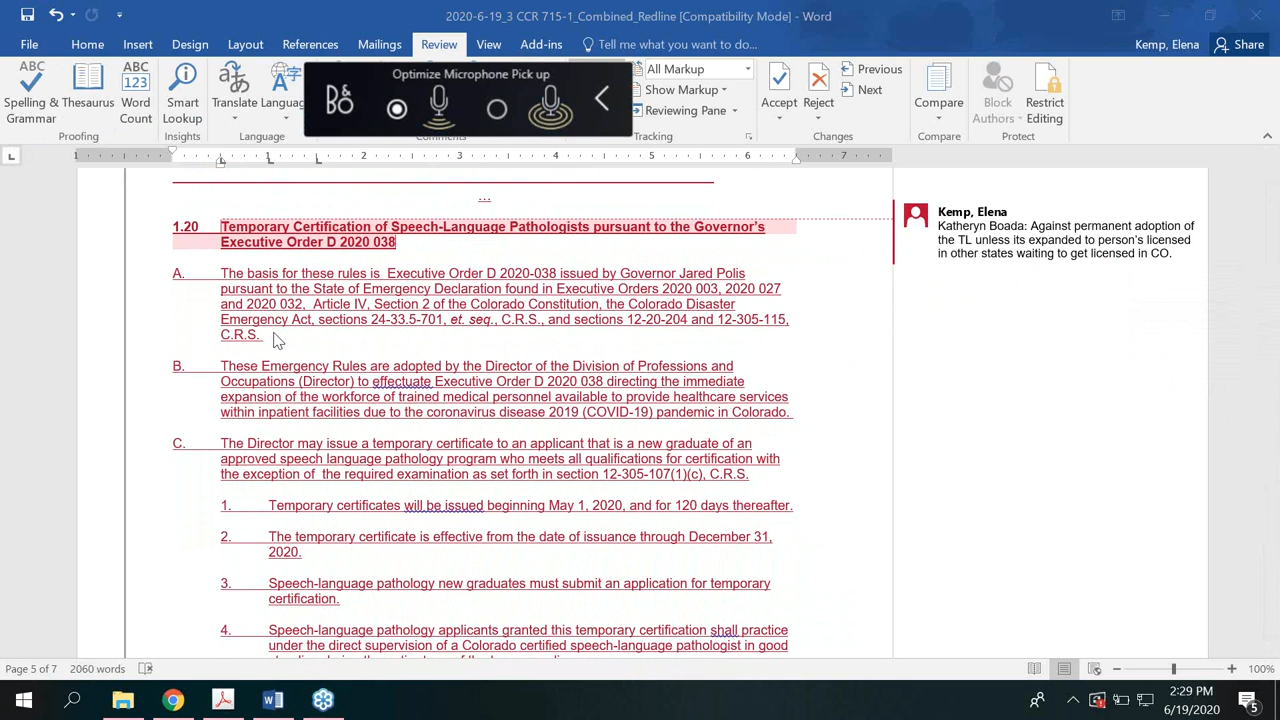 2020-6-19_3 CCR 715-1_Combined_Redline [Compatibility Mode] - Word
File Home Insert Design Layout References Mailings Review View Add-ins Tell me what you want to do... Kemp, Elena Share
Optimize Microphone Pick up
B&O
ABC Spelling & Grammar
Thesaurus
ABC 123 Word Count
Smart Lookup
Translate
Langua
All Markup
Show Markup
Reviewing Pane
Accept
Reject
Previous
Next
Compare
Block Authors
Restrict Editing
Proofing Insights Language Comments Tracking Changes Compare Protect
1 1 2 3 4 5 6 7
...
1.20 Temporary Certification of Speech-Language Pathologists pursuant to the Governor's
Executive Order D 2020 038
A. The basis for these rules is Executive Order D 2020-038 issued by Governor Jared Polis
pursuant to the State of Emergency Declaration found in Executive Orders 2020 003, 2020 027
and 2020 032, Article IV, Section 2 of the Colorado Constitution, the Colorado Disaster
Emergency Act, sections 24-33.5-701, et. seq., C.R.S., and sections 12-20-204 and 12-305-115,
C.R.S.
B. These Emergency Rules are adopted by the Director of the Division of Professions and
Occupations (Director) to effectuate Executive Order D 2020 038 directing the immediate
expansion of the workforce of trained medical personnel available to provide healthcare services
within inpatient facilities due to the coronavirus disease 2019 (COVID-19) pandemic in Colorado.
C. The Director may issue a temporary certificate to an applicant that is a new graduate of an
approved speech language pathology program who meets all qualifications for certification with
the exception of the required examination as set forth in section 12-305-107(1)(c), C.R.S.
1. Temporary certificates will be issued beginning May 1, 2020, and for 120 days thereafter.
2. The temporary certificate is effective from the date of issuance through December 31,
2020.
3. Speech-language pathology new graduates must submit an application for temporary
certification.
4. Speech-language pathology applicants granted this temporary certification shall practice
under the direct supervision of a Colorado certified speech-language pathologist in good
Kemp, Elena
Katheryn Boada: Against permanent adoption of
the TL unless its expanded to person's licensed
in other states waiting to get licensed in CO.
Page 5 of 7 2060 words 100%
2:29 PM
6/19/2020
5